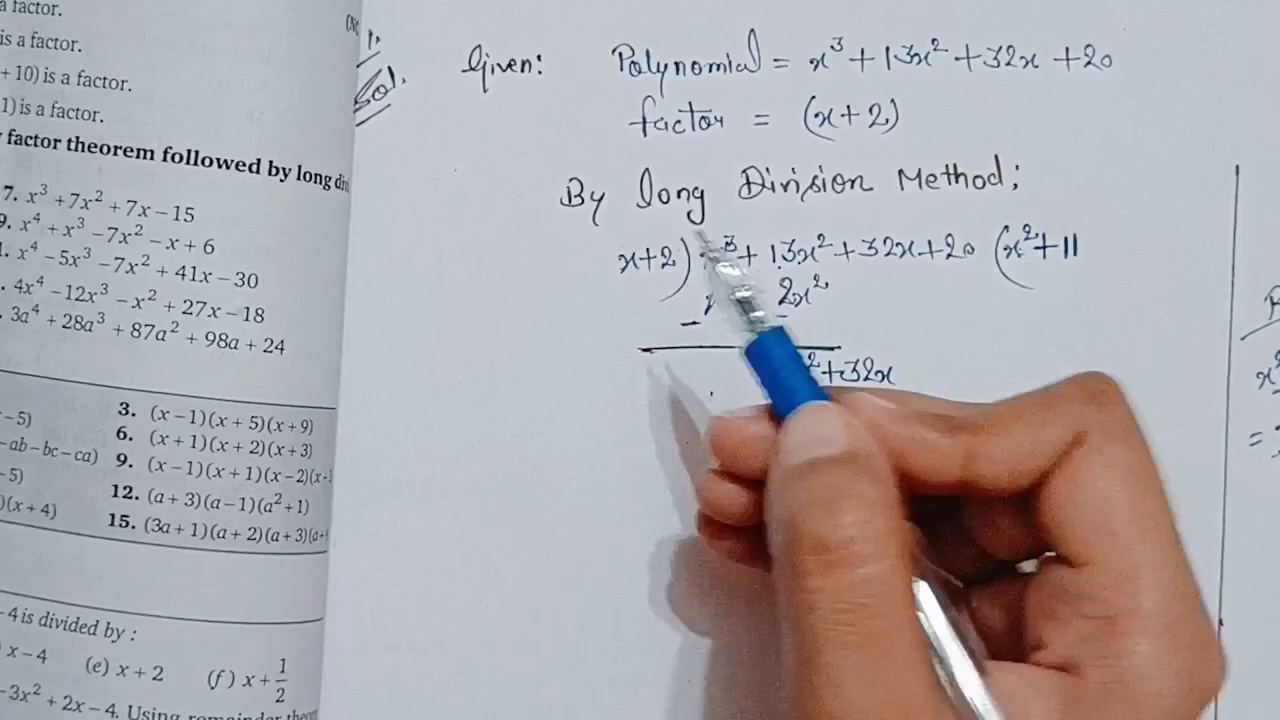 a factor.
is a factor.
+ 10) is a factor.
1) is a factor.
factor theorem followed by long
7. x³ + 7x² + 7x − 15
9. x⁴ + x³ − 7x² − x + 6
. x⁴ − 5x³ − 7x² + 41x − 30
. 4x⁴ − 12x³ − x² + 27x − 18
. 3a⁴ + 28a³ + 87a² + 98a + 24
− 5) 3. (x − 1)(x + 5)(x + 9)
− ab − bc − ca) 6. (x + 1)(x + 2)(x + 3)
− 5) 9. (x − 1)(x + 1)(x − 2)(x
)(x + 4) 12. (a + 3)(a − 1)(a² + 1)
15. (3a + 1)(a + 2)(a + 3)(a
− 4 is divided by :
x − 4 (e) x + 2 (f) x + 1/2
− 3x² + 2x − 4. Using remainder
1.
Sol.
Given: Polynomial = x³ + 13x² + 32x + 20
factor = (x + 2)
By long Division Method;
x+2) x³ + 13x² + 32x + 20 (x² + 11
− 2x²
−
² + 32x
x²
=